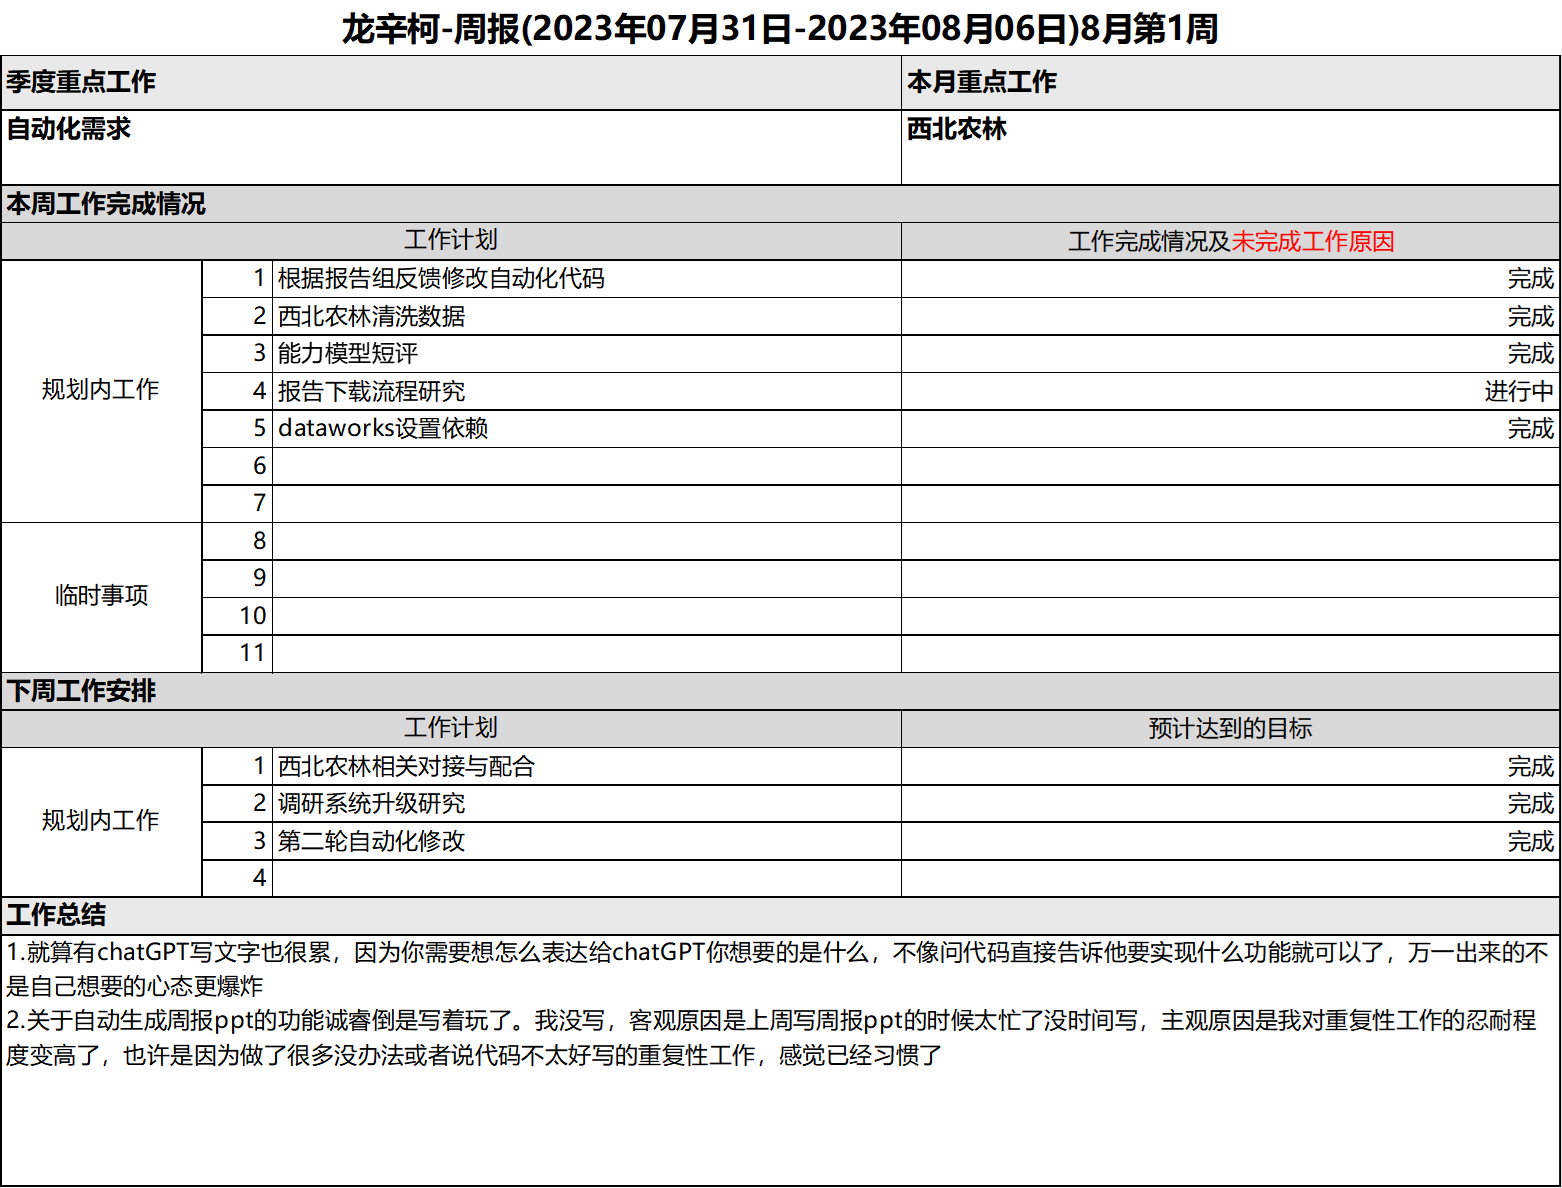 龙辛柯-周报(2023年07月31日-2023年08月06日)8月第1周
季度重点工作 本月重点工作
自动化需求 西北农林
本周工作完成情况
工作计划 工作完成情况及未完成工作原因
规划内工作
1 根据报告组反馈修改自动化代码 完成
2 西北农林清洗数据 完成
3 能力模型短评 完成
4 报告下载流程研究 进行中
5 dataworks设置依赖 完成
6
7
临时事项
8
9
10
11
下周工作安排
工作计划 预计达到的目标
规划内工作
1 西北农林相关对接与配合 完成
2 调研系统升级研究 完成
3 第二轮自动化修改 完成
4
工作总结
1.就算有chatGPT写文字也很累，因为你需要想怎么表达给chatGPT你想要的是什么，不像问代码直接告诉他要实现什么功能就可以了，万一出来的不
是自己想要的心态更爆炸
2.关于自动生成周报ppt的功能诚睿倒是写着玩了。我没写，客观原因是上周写周报ppt的时候太忙了没时间写，主观原因是我对重复性工作的忍耐程
度变高了，也许是因为做了很多没办法或者说代码不太好写的重复性工作，感觉已经习惯了